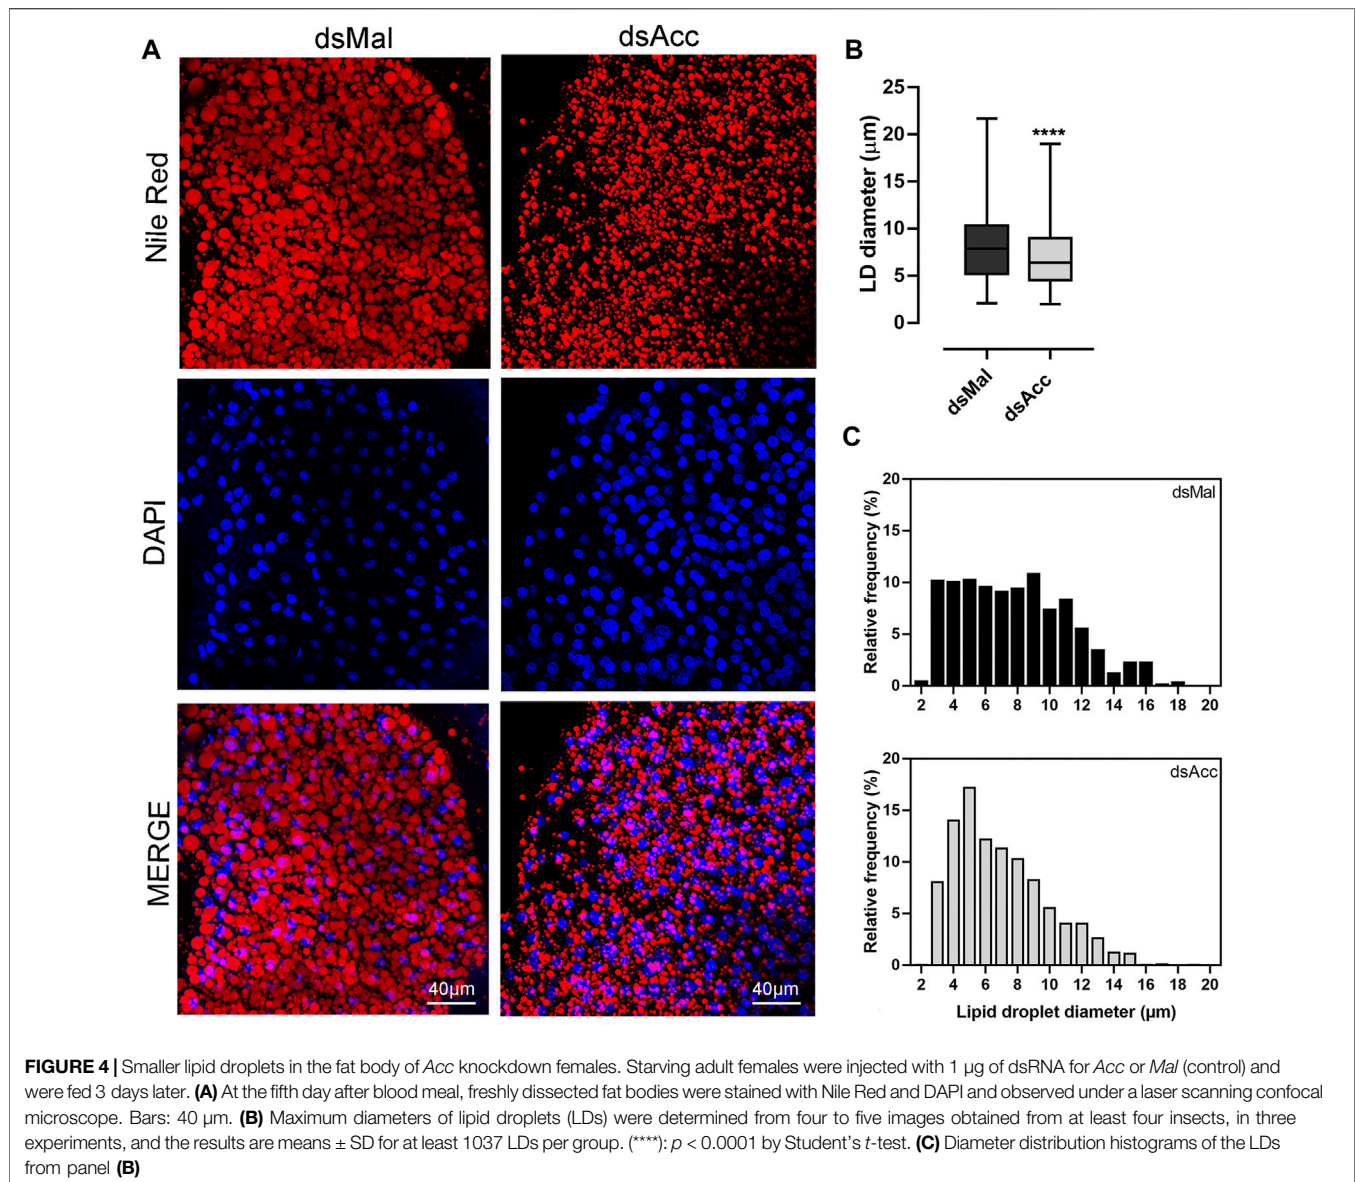 A
dsMal
dsAcc
Nile Red
DAPI
MERGE
40µm
40µm
B
LD diameter (µm)
25
20
15
10
5
0
****
dsMal
dsAcc
C
Relative frequency (%)
20
15
10
5
0
dsMal
2 4 6 8 10 12 14 16 18 20
Relative frequency (%)
20
15
10
5
0
dsAcc
2 4 6 8 10 12 14 16 18 20
Lipid droplet diameter (µm)
FIGURE 4 | Smaller lipid droplets in the fat body of Acc knockdown females. Starving adult females were injected with 1 µg of dsRNA for Acc or Mal (control) and
were fed 3 days later. (A) At the fifth day after blood meal, freshly dissected fat bodies were stained with Nile Red and DAPI and observed under a laser scanning confocal
microscope. Bars: 40 µm. (B) Maximum diameters of lipid droplets (LDs) were determined from four to five images obtained from at least four insects, in three
experiments, and the results are means ± SD for at least 1037 LDs per group. (****): p < 0.0001 by Student's t-test. (C) Diameter distribution histograms of the LDs
from panel (B)